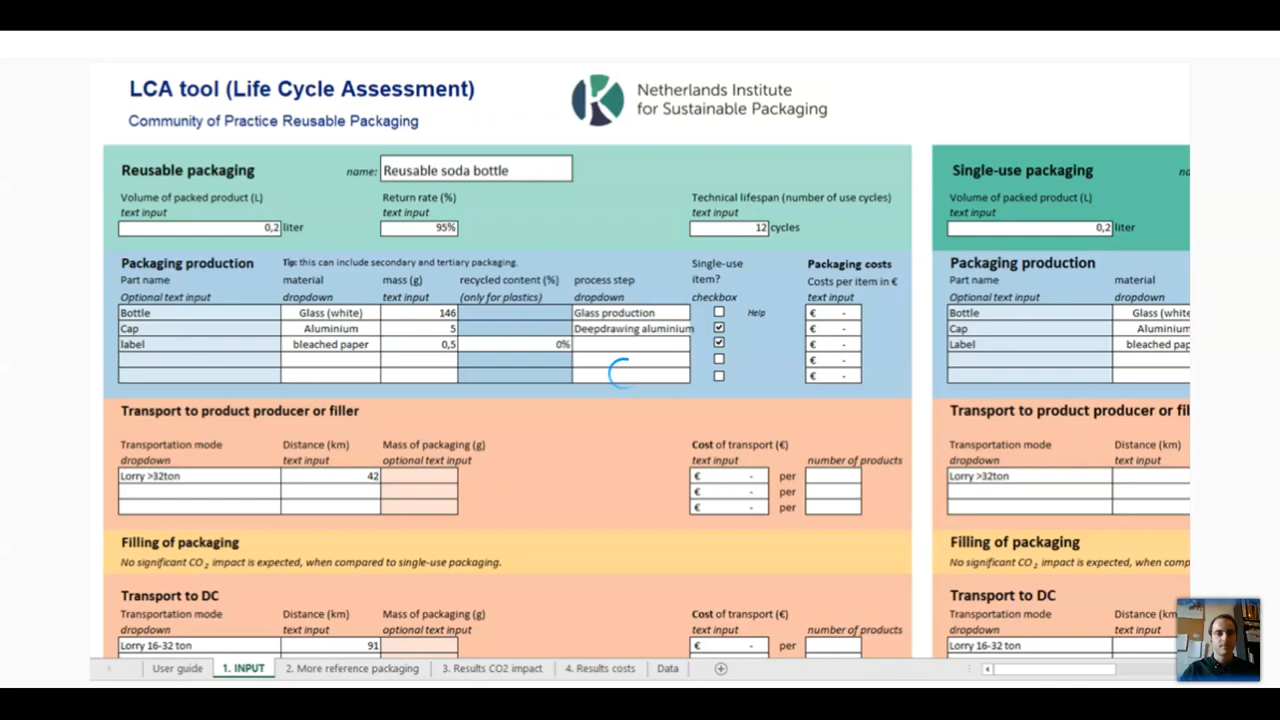 LCA tool (Life Cycle Assessment)
Community of Practice Reusable Packaging
Netherlands Institute
for Sustainable Packaging
Reusable packaging name: Reusable soda bottle
Volume of packed product (L) Return rate (%) Technical lifespan (number of use cycles)
text input text input text input
0,2 liter 95% 12 cycles
Packaging production Tip: this can include secondary and tertiary packaging. Single-use Packaging costs
Part name material mass (g) recycled content (%) process step item? Costs per item in €
Optional text input dropdown text input (only for plastics) dropdown checkbox text input
Bottle Glass (white) 146 Glass production Help € -
Cap Aluminium 5 Deepdrawing aluminium € -
label bleached paper 0,5 0% € -
€ -
€ -
Transport to product producer or filler
Transportation mode Distance (km) Mass of packaging (g) Cost of transport (€)
dropdown text input optional text input text input number of products
Lorry >32ton 42 € - per
€ - per
€ - per
Filling of packaging
No significant CO₂ impact is expected, when compared to single-use packaging.
Transport to DC
Transportation mode Distance (km) Mass of packaging (g) Cost of transport (€)
dropdown text input optional text input text input number of products
Lorry 16-32 ton 91 € - per
Single-use packaging na
Volume of packed product (L)
text input
0,2 liter
Packaging production
Part name material
Optional text input dropdown
Bottle Glass (white
Cap Aluminium
Label bleached pap
Transport to product producer or fil
Transportation mode Distance (km)
dropdown text input
Lorry >32ton
Filling of packaging
No significant CO₂ impact is expected, when comp
Transport to DC
Transportation mode Distance (km
dropdown text input
Lorry 16-32 ton
User guide 1. INPUT 2. More reference packaging 3. Results CO2 impact 4. Results costs Data